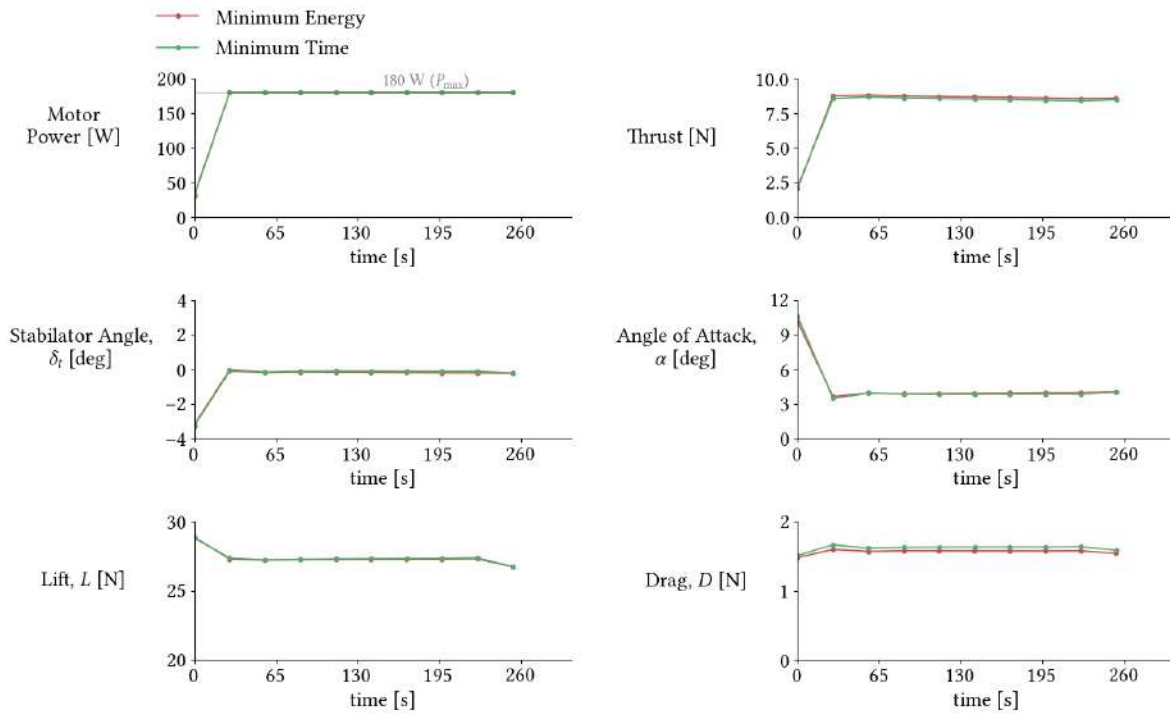 Minimum Energy
Minimum Time
200
150
100
50
0
Motor
Power [W]
180 W (Pmax)
0 65 130 195 260
time [s]
10.0
7.5
5.0
2.5
0.0
Thrust [N]
0 65 130 195 260
time [s]
4
2
0
−2
−4
Stabilator Angle,
δt [deg]
0 65 130 195 260
time [s]
12
9
6
3
0
Angle of Attack,
α [deg]
0 65 130 195 260
time [s]
30
25
20
Lift, L [N]
0 65 130 195 260
time [s]
2
1
0
Drag, D [N]
0 65 130 195 260
time [s]